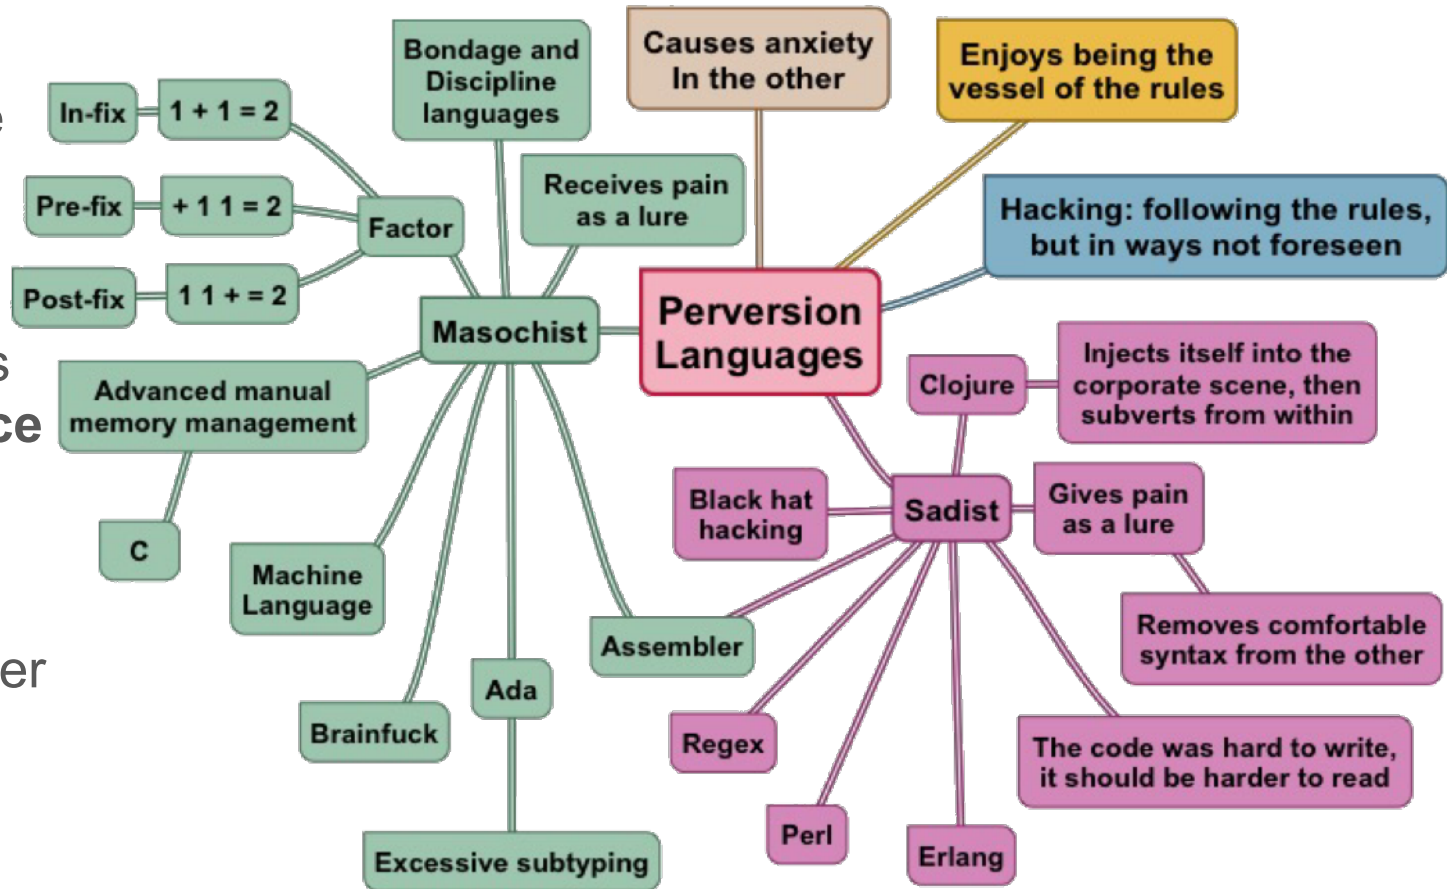 Bondage and
Discipline
languages
Causes anxiety
In the other
Enjoys being the
vessel of the rules
In-fix
1 + 1 = 2
Receives pain
as a lure
Pre-fix
+ 1 1 = 2
Factor
Hacking: following the rules,
but in ways not foreseen
Post-fix
1 1 + = 2
Masochist
Perversion
Languages
Advanced manual
memory management
C
Machine
Language
Brainfuck
Ada
Excessive subtyping
Assembler
Clojure
Injects itself into the
corporate scene, then
subverts from within
Black hat
hacking
Sadist
Gives pain
as a lure
Removes comfortable
syntax from the other
Regex
Perl
Erlang
The code was hard to write,
it should be harder to read
e
s
ce
er